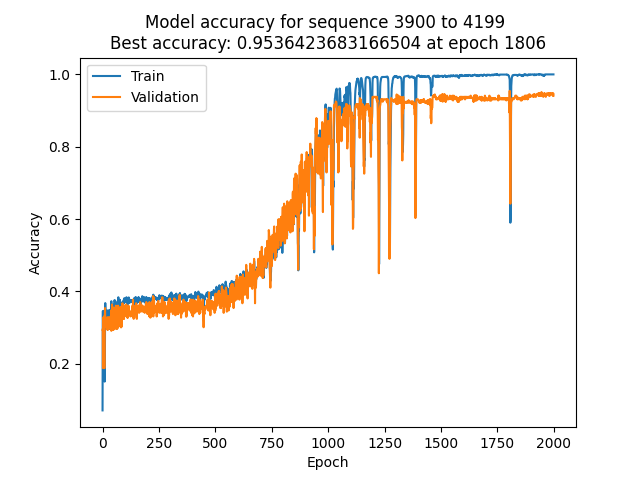 Model accuracy for sequence 3900 to 4199
Best accuracy: 0.9536423683166504 at epoch 1806
Train
Validation
1.0
0.8
0.6
0.4
0.2
Accuracy
0 250 500 750 1000 1250 1500 1750 2000
Epoch